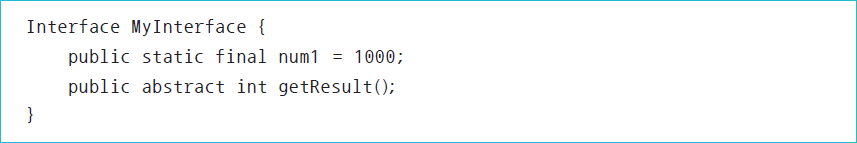 Interface MyInterface {
    public static final num1 = 1000;
    public abstract int getResult();
}